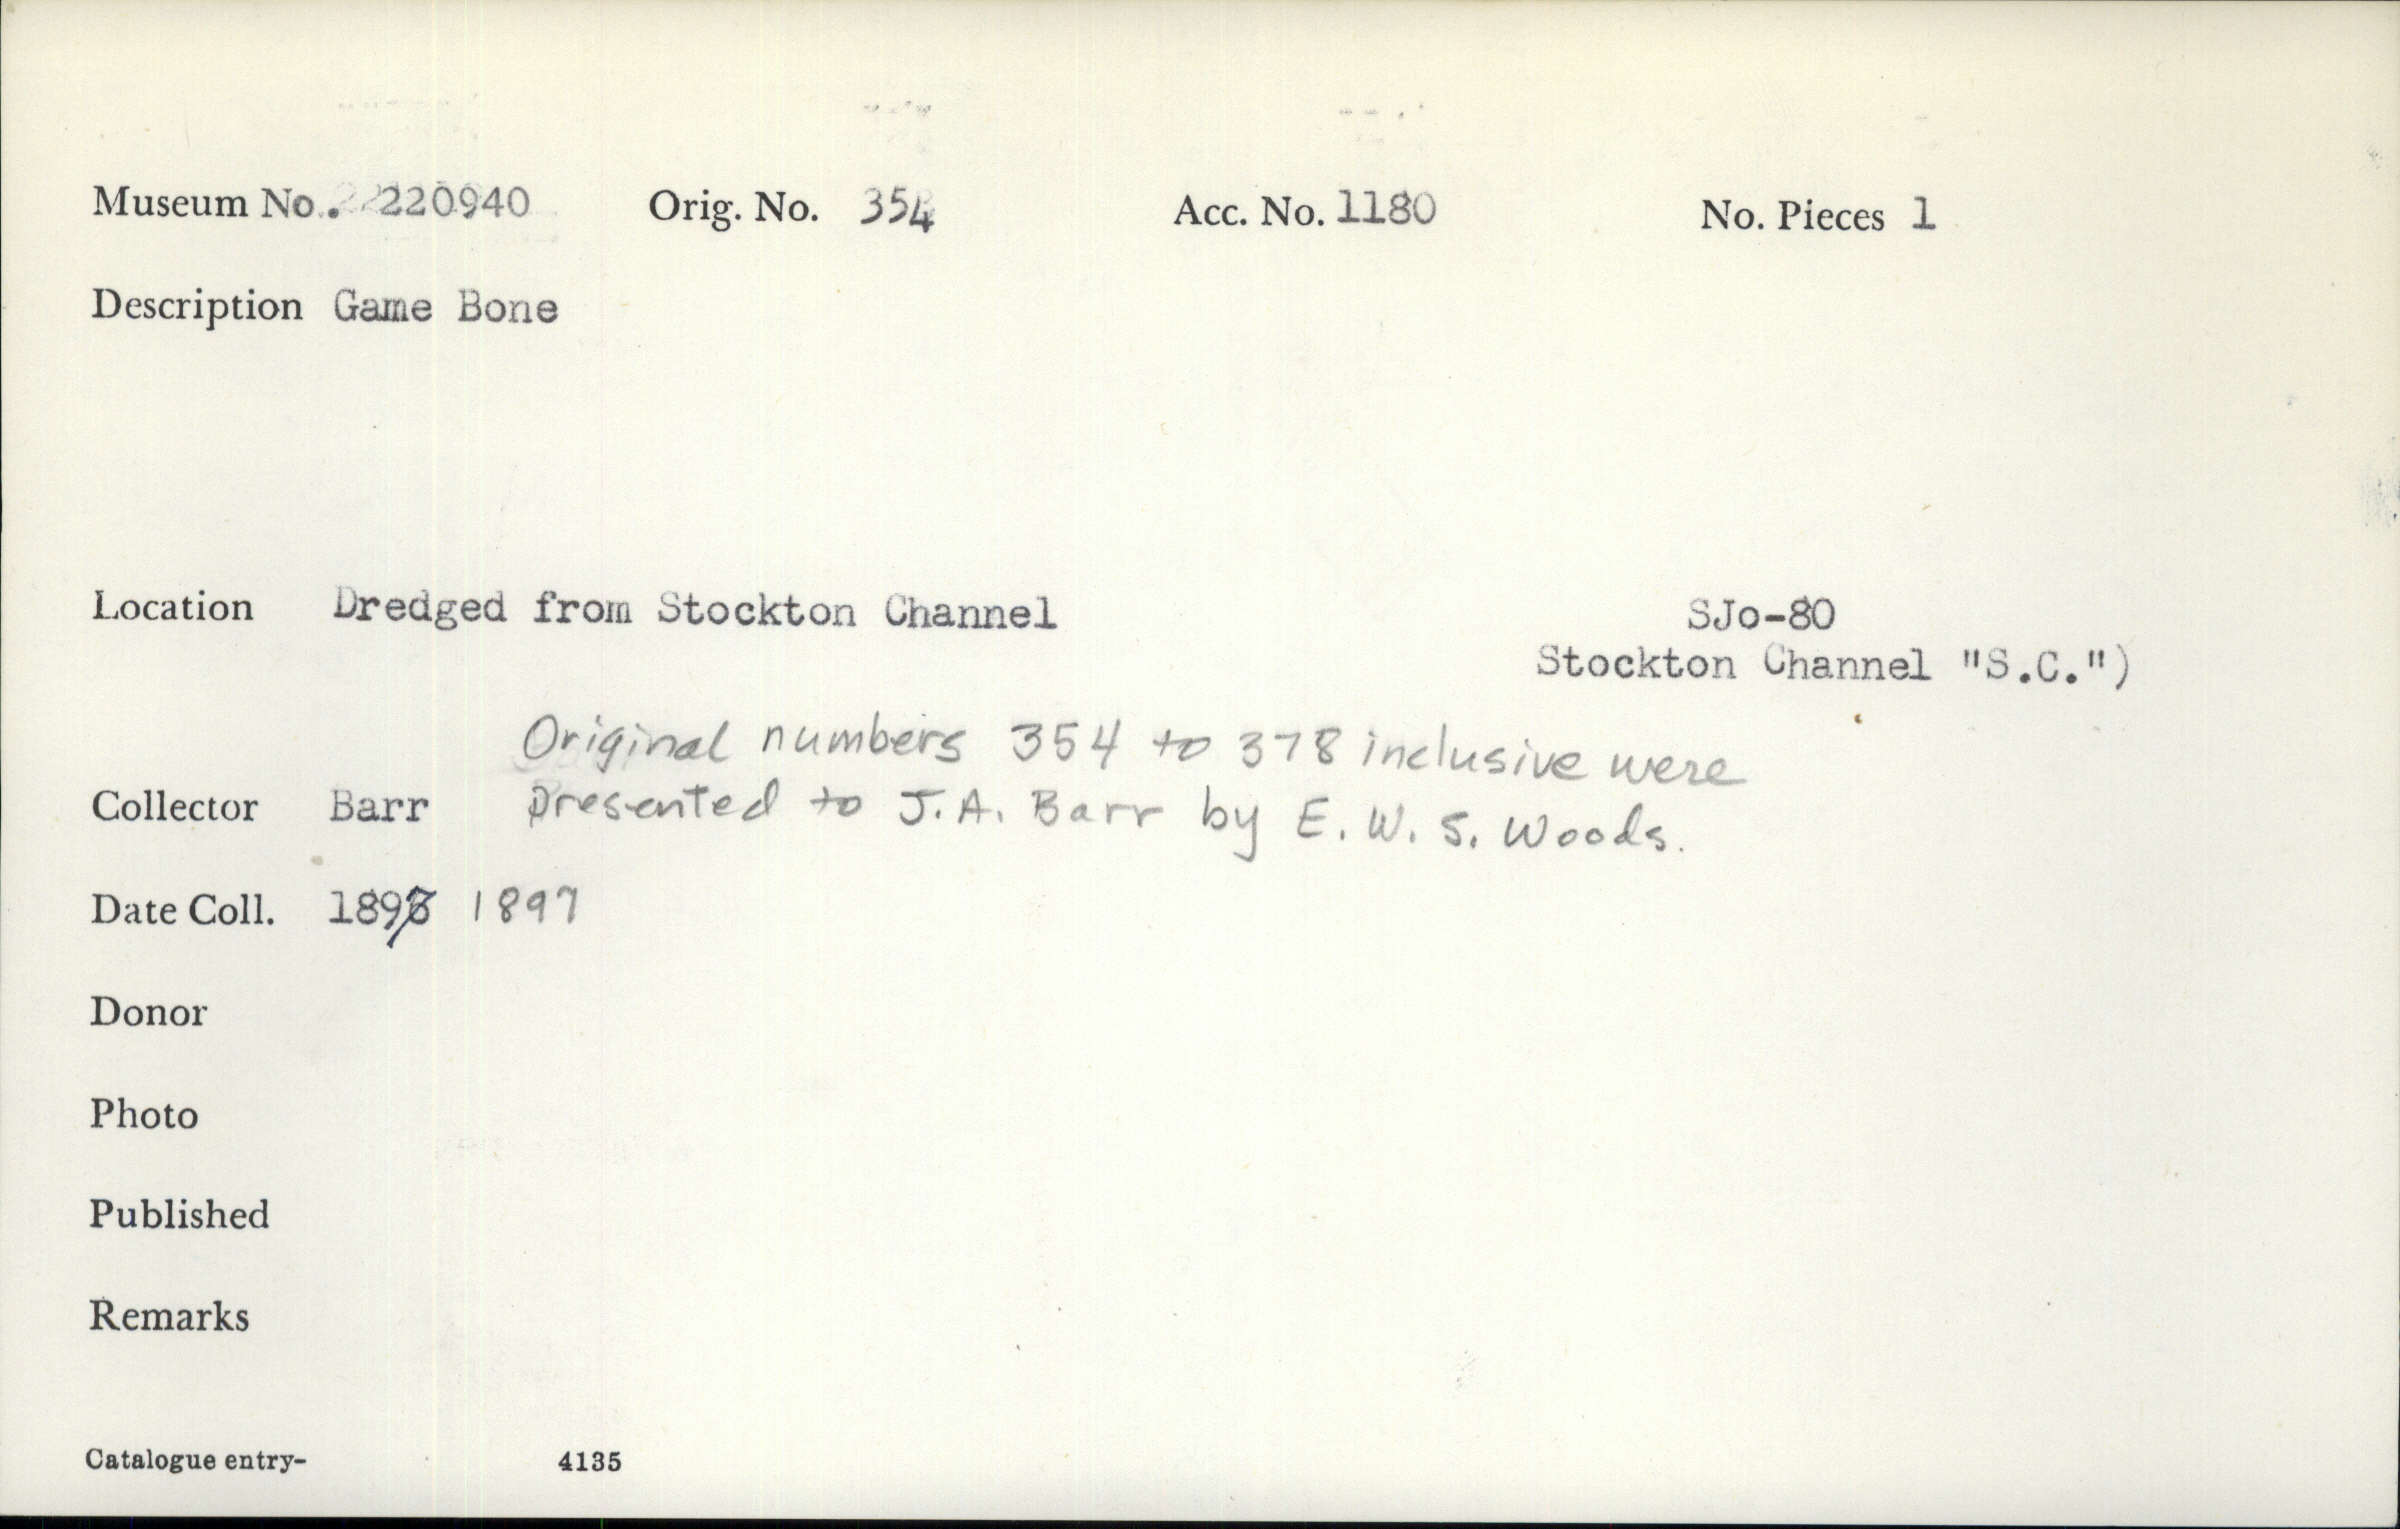 Museum No. 220940 Orig. No. 354 Acc. No. 1180 No. Pieces 1
Description Game Bone
Location Dredged from Stockton Channel SJo-80
Stockton Channel "S.C.")
Original numbers 354 to 378 inclusive were
Collector Barr Presented to J.A. Barr by E. W. S. Woods.
Date Coll. 1897 1897
Donor
Photo
Published
Remarks
Catalogue entry- 4135